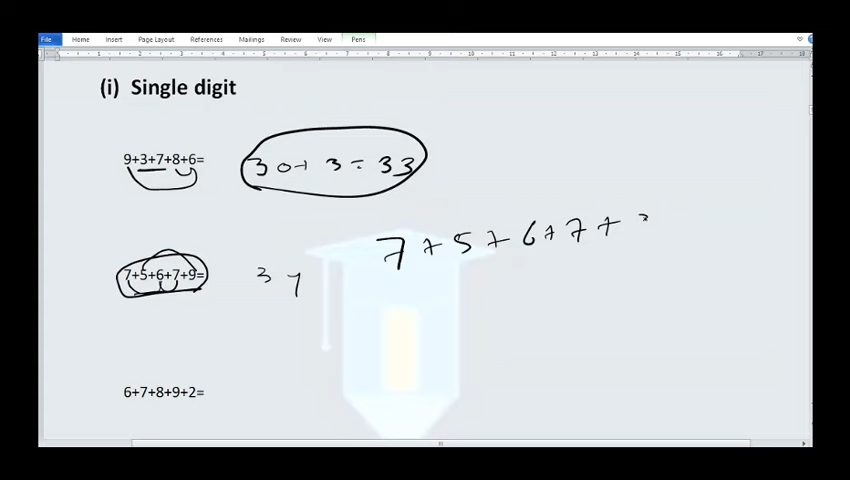 File Home Insert Page Layout References Mailings Review View Pens
(i) Single digit
9+3+7+8+6= 30+ 3 = 33
7+5+6+7+
7+5+6+7+9= 34
6+7+8+9+2=